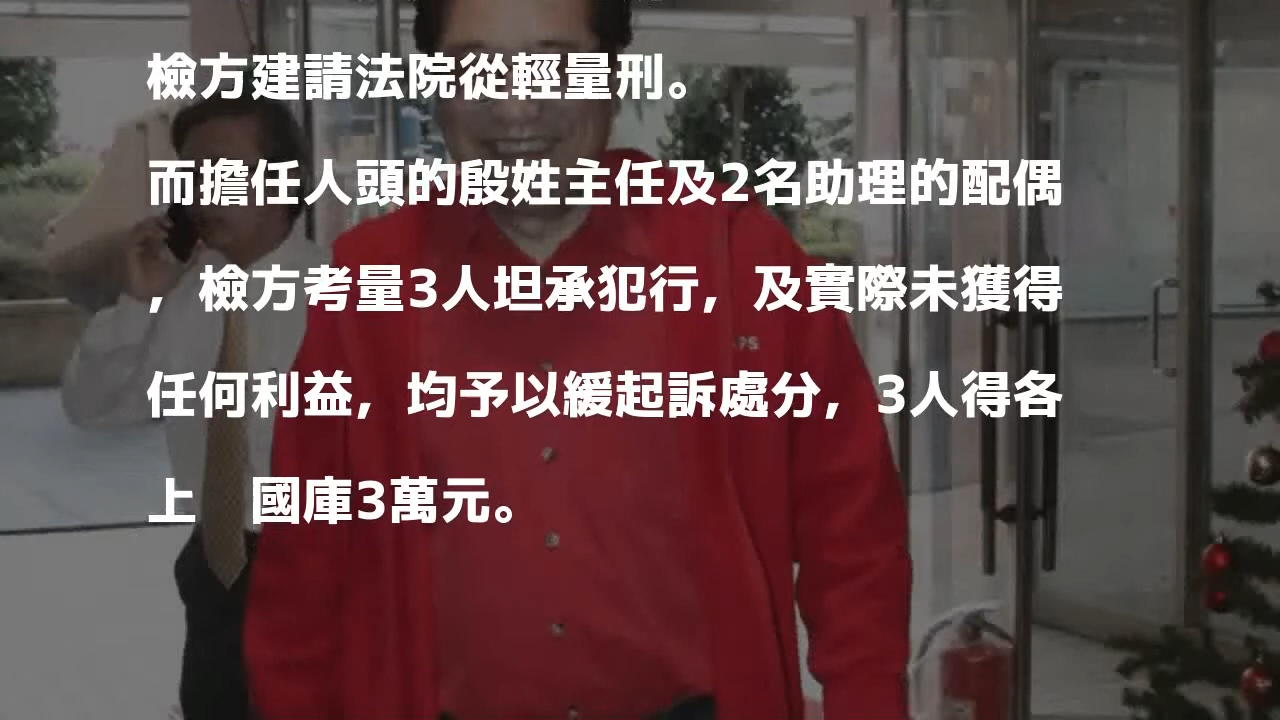 檢方建請法院從輕量刑。
而擔任人頭的殷姓主任及2名助理的配偶
，檢方考量3人坦承犯行，及實際未獲得
任何利益，均予以緩起訴處分，3人得各
上　國庫3萬元。